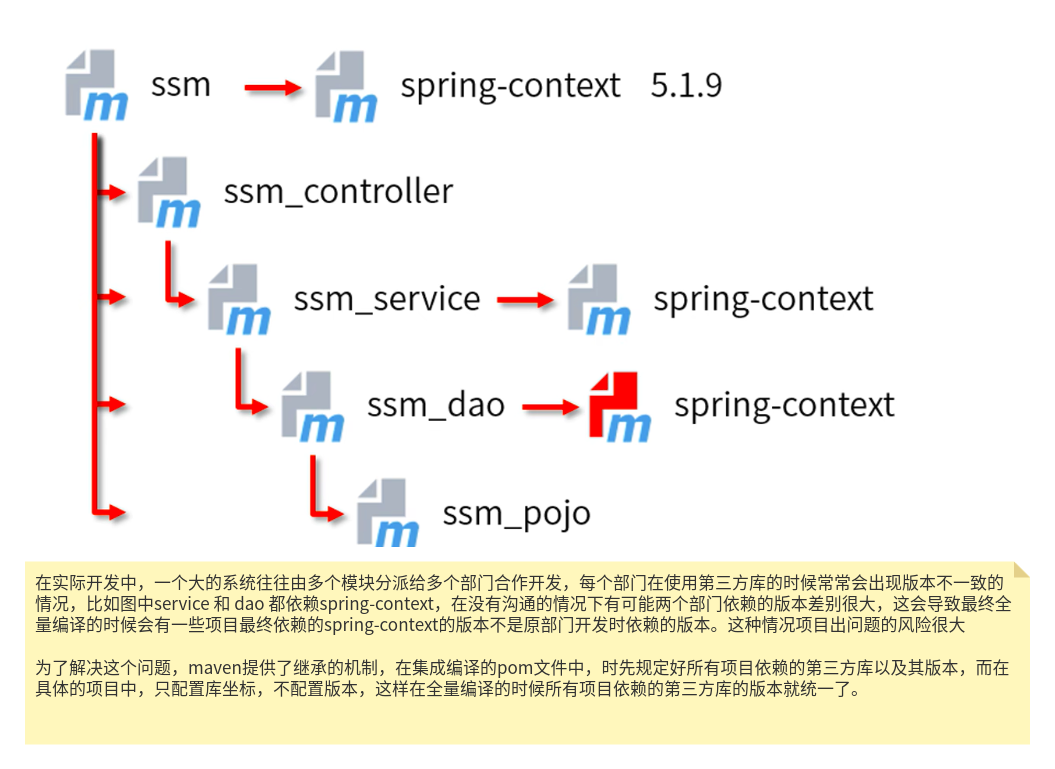 ssm spring-context 5.1.9
ssm_controller
ssm_service spring-context
ssm_dao spring-context
ssm_pojo
在实际开发中，一个大的系统往往由多个模块分派给多个部门合作开发，每个部门在使用第三方库的时候常常会出现版本不一致的
情况，比如图中service 和 dao 都依赖spring-context，在没有沟通的情况下有可能两个部门依赖的版本差别很大，这会导致最终全
量编译的时候会有一些项目最终依赖的spring-context的版本不是原部门开发时依赖的版本。这种情况项目出问题的风险很大
为了解决这个问题，maven提供了继承的机制，在集成编译的pom文件中，时先规定好所有项目依赖的第三方库以及其版本，而在
具体的项目中，只配置库坐标，不配置版本，这样在全量编译的时候所有项目依赖的第三方库的版本就统一了。